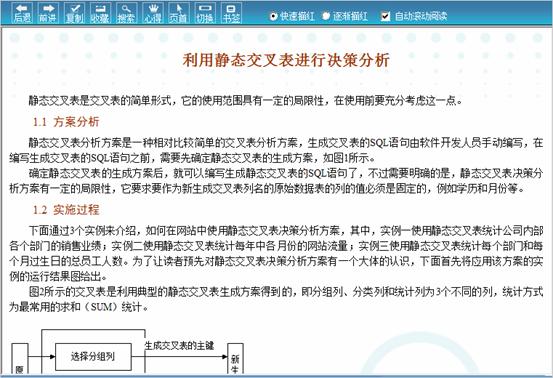 后退 前进 复制 收藏 搜索 心得 页首 切换 书签 快速描红 逐渐描红 自动滚动阅读
利用静态交叉表进行决策分析
静态交叉表是交叉表的简单形式，它的使用范围具有一定的局限性，在使用前要充分考虑这一点。
1.1 方案分析
静态交叉表分析方案是一种相对比较简单的交叉表分析方案，生成交叉表的SQL语句由软件开发人员手动编写，在
编写生成交叉表的SQL语句之前，需要先确定静态交叉表的生成方案，如图1所示。
确定静态交叉表的生成方案后，就可以编写生成静态交叉表的SQL语句了，不过需要明确的是，静态交叉表决策分
析方案有一定的局限性，它要求要作为新生成交叉表列名的原始数据表的列的值必须是固定的，例如学历和月份等。
1.2 实施过程
下面通过3个实例来介绍，如何在网站中使用静态交叉表决策分析方案，其中，实例一使用静态交叉表统计公司内部
各个部门的销售业绩；实例二使用静态交叉表统计每年中各月份的网站流量；实例三使用静态交叉表统计每个部门和每
个月过生日的总员工人数。为了让读者预先对静态交叉表决策分析方案有一个大体的认识，下面首先将应用该方案的实
例的运行结果图给出。
图2所示的交叉表是利用典型的静态交叉表生成方案得到的，即分组列、分类列和统计列为3个不同的列，统计方式
为最常用的求和（SUM）统计。
生成交叉表的主键
原
选择分组列
新
生